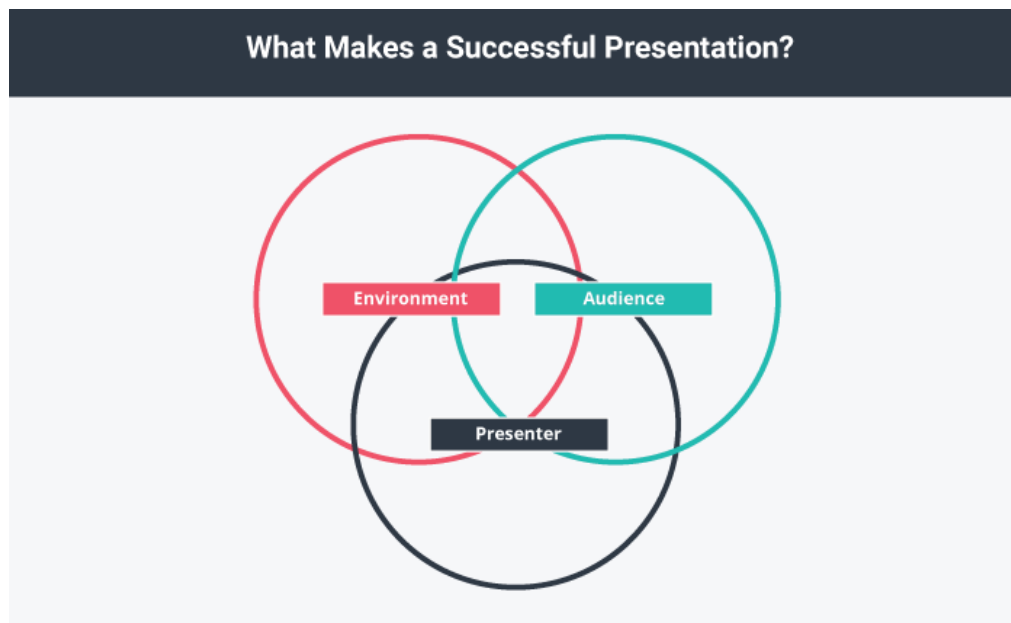 What Makes a Successful Presentation?
Environment
Audience
Presenter